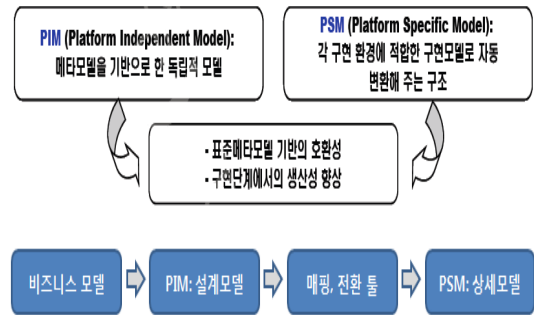 PIM (Platform Independent Model):
메타모델을 기반으로 한 독립적 모델
PSM (Platform Specific Model):
각 구현 환경에 적합한 구현모델로 자동
변환해 주는 구조
- 표준메타모델 기반의 호환성
- 구현단계에서의 생산성 향상
비즈니스 모델
PIM: 설계모델
매핑, 전환 툴
PSM: 상세모델